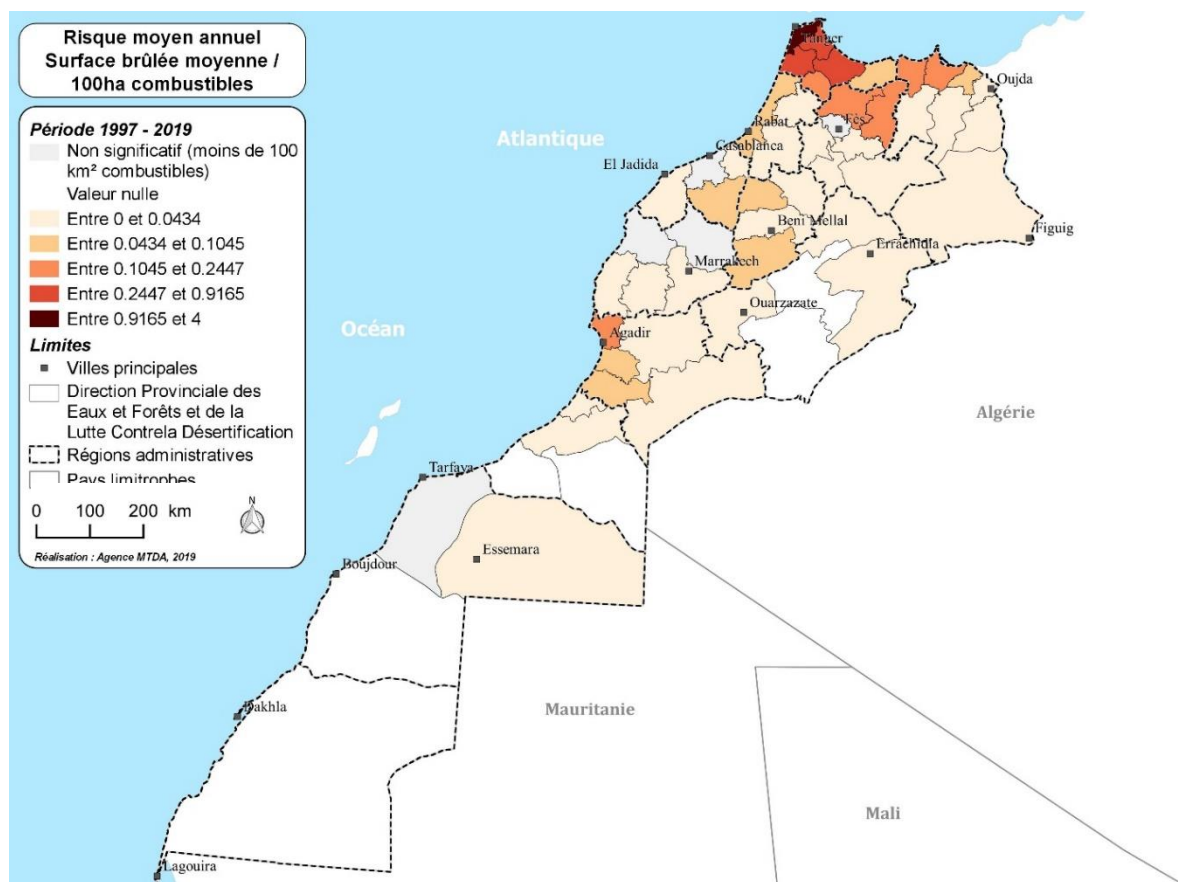 Risque moyen annuel
Surface brûlée moyenne /
100ha combustibles
Période 1997 - 2019
Non significatif (moins de 100
km² combustibles)
Valeur nulle
Entre 0 et 0.0434
Entre 0.0434 et 0.1045
Entre 0.1045 et 0.2447
Entre 0.2447 et 0.9165
Entre 0.9165 et 4
Limites
Villes principales
Direction Provinciale des
Eaux et Forêts et de la
Lutte Contrela Désertification
Régions administratives
Pays limitrophes
0 100 200 km
N
Réalisation : Agence MTDA, 2019
Tanger
Oujda
Atlantique
Rabat
Fès
Casablanca
El Jadida
Beni Mellal
Figuig
Errachidia
Marrakech
Ouarzazate
Océan
Agadir
Algérie
Tarfaya
Essemara
Boujdour
Dakhla
Mauritanie
Mali
Lagouira